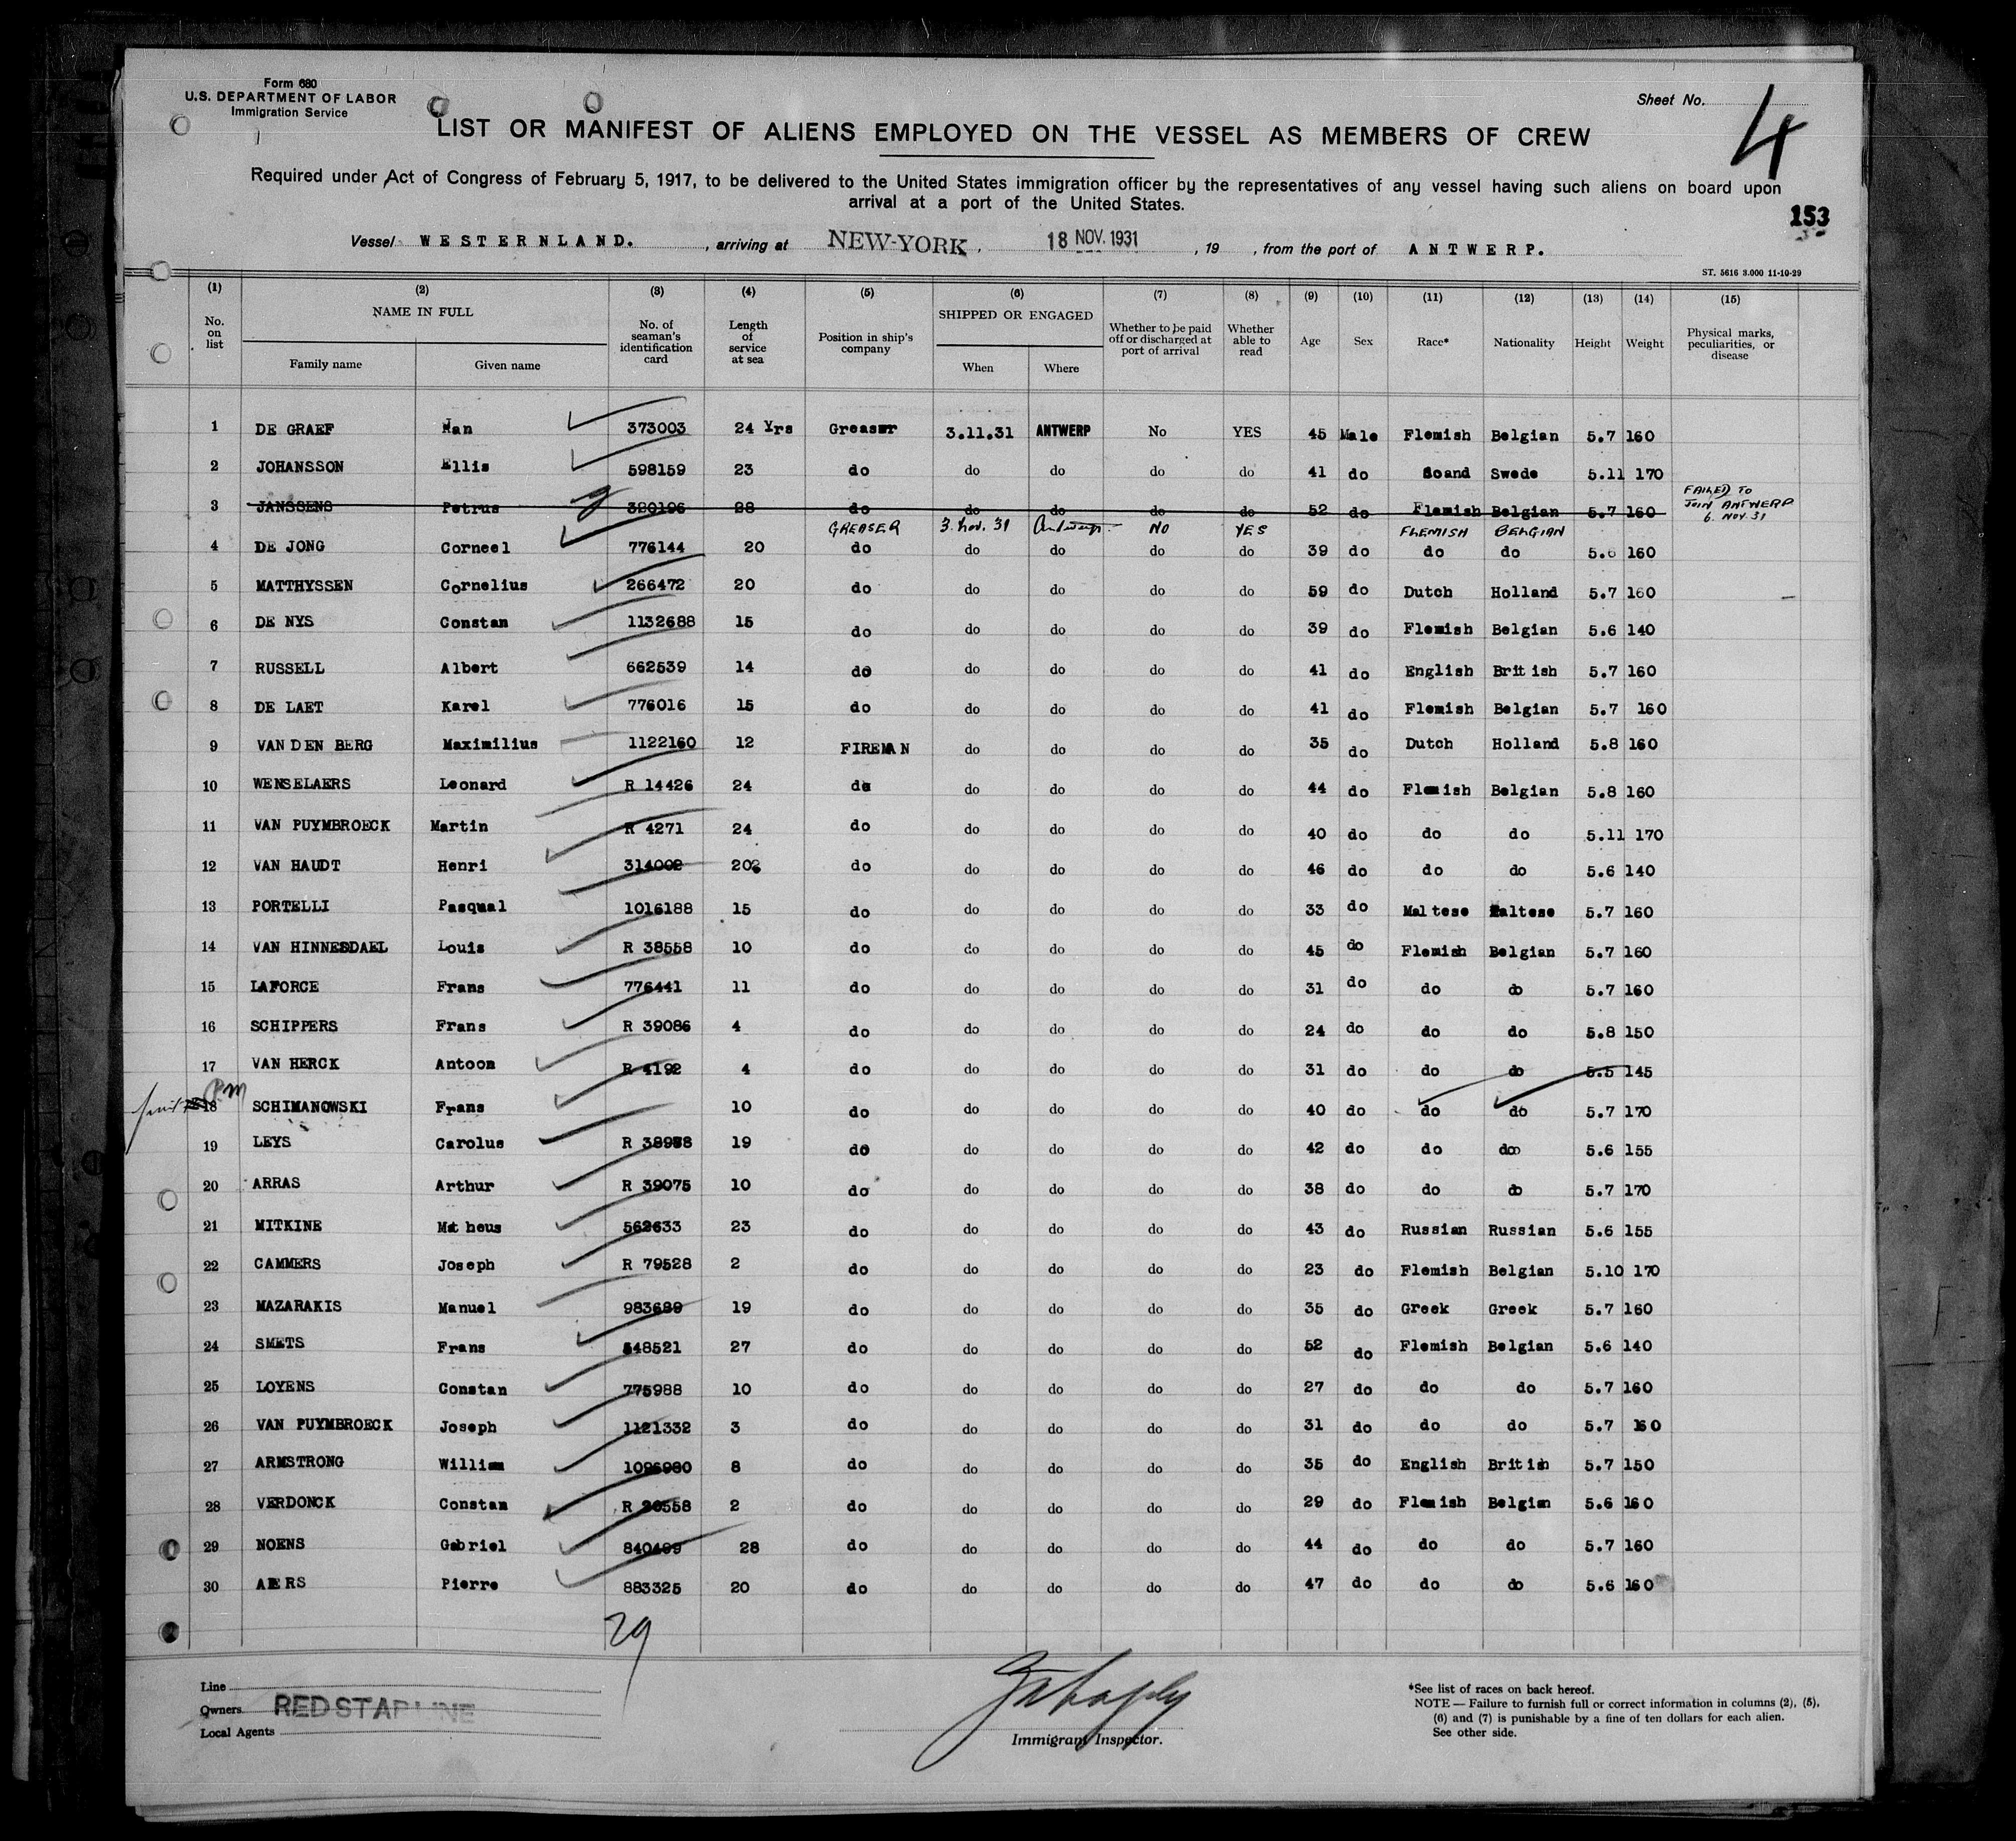 Form 680
U.S. DEPARTMENT OF LABOR
Immigration Service
Sheet No. 4
LIST OR MANIFEST OF ALIENS EMPLOYED ON THE VESSEL AS MEMBERS OF CREW
Required under Act of Congress of February 5, 1917, to be delivered to the United States immigration officer by the representatives of any vessel having such aliens on board upon
arrival at a port of the United States.
153
Vessel WESTERNLAND. , arriving at NEW-YORK. 18 NOV. 1931 , 19 , from the port of ANTWERP.
ST. 5616 3.000 11-10-29
(1) (2) (3) (4) (5) (6) (7) (8) (9) (10) (11) (12) (13) (14) (15)
No. on list NAME IN FULL Family name Given name No. of seaman's identification card Length of service at sea Position in ship's company SHIPPED OR ENGAGED When Where Whether to be paid off or discharged at port of arrival Whether able to read Age Sex Race* Nationality Height Weight Physical marks, peculiarities, or disease
1 DE GRAEF 373003 24 Yrs Greaser 3.11.31 ANTWERP No YES 45 Male Flemish Belgian 5.7 160
2 JOHANSSON Ellis 598159 23 do do do do do 41 do Scand Swede 5.11 170
3 JANSSENS Petrus 320196 28 do do do do do 52 do Flemish Belgian 5.7 160 FAILED TO JOIN ANTWERP 6. NOV 31
GREASER 3. Nov. 31 Antwerp NO YES FLEMISH BELGIAN
4 DE JONG Corneel 776144 20 do do do do do 39 do do do 5.6 160
5 MATTHYSSEN Cornelius 266472 20 do do do do do 59 do Dutch Holland 5.7 160
6 DE NYS Constan 1132688 15 do do do do do 39 do Flemish Belgian 5.6 140
7 RUSSELL Albert 662539 14 do do do do do 41 do English British 5.7 160
8 DE LAET Karel 776016 15 do do do do do 41 do Flemish Belgian 5.7 160
9 VAN DEN BERG Maximilius 1122160 12 FIREMAN do do do do 35 do Dutch Holland 5.8 160
10 WENSELAERS Leonard R 14426 24 do do do do do 44 do Flemish Belgian 5.8 160
11 VAN PUYMBROECK Martin R 4271 24 do do do do do 40 do do do 5.11 170
12 VAN HAUDT Henri 314002 20 do do do do do 46 do do do 5.6 140
13 PORTELLI Pasqual 1016188 15 do do do do do 33 do Maltese Maltese 5.7 160
14 VAN HINNESDAEL Louis R 38558 10 do do do do do 45 do Flemish Belgian 5.7 160
15 LAFORCE Frans 776441 11 do do do do do 31 do do do 5.7 160
16 SCHIPPERS Frans R 39086 4 do do do do do 24 do do do 5.8 150
17 VAN HERCK Antoon R 4192 4 do do do do do 31 do do do 5.5 145
18 SCHIMANOWSKI Frans 10 do do do do do 40 do do do 5.7 170
19 LEYS Carolus 19 do do do do do 42 do do do 5.6 155
20 ARRAS Arthur R 39075 10 do do do do do 38 do do do 5.7 170
21 MITKINE Matheus 562633 23 do do do do do 43 do Russian Russian 5.6 155
22 CAMMERS Joseph R 79528 2 do do do do do 23 do Flemish Belgian 5.10 170
23 MAZARAKIS Manuel 983689 19 do do do do do 35 do Greek Greek 5.7 160
24 SMETS Frans 548521 27 do do do do do 52 do Flemish Belgian 5.6 140
25 LOYENS Constan 775988 10 do do do do do 27 do do do 5.7 160
26 VAN PUYMBROECK Joseph 1121332 3 do do do do do 31 do do do 5.7 160
27 ARMSTRONG William 1096980 8 do do do do do 35 do English British 5.7 150
28 VERDONCK Constan 2 do do do do do 29 do Flemish Belgian 5.6 160
29 NOENS Gabriel 840499 28 do do do do do 44 do do do 5.7 160
30 AERS Pierre 883325 20 do do do do do 47 do do do 5.6 160
29
Line
Owners RED STAR LINE
Local Agents
Immigrant Inspector.
*See list of races on back hereof.
NOTE — Failure to furnish full or correct information in columns (2), (5),
(6) and (7) is punishable by a fine of ten dollars for each alien.
See other side.